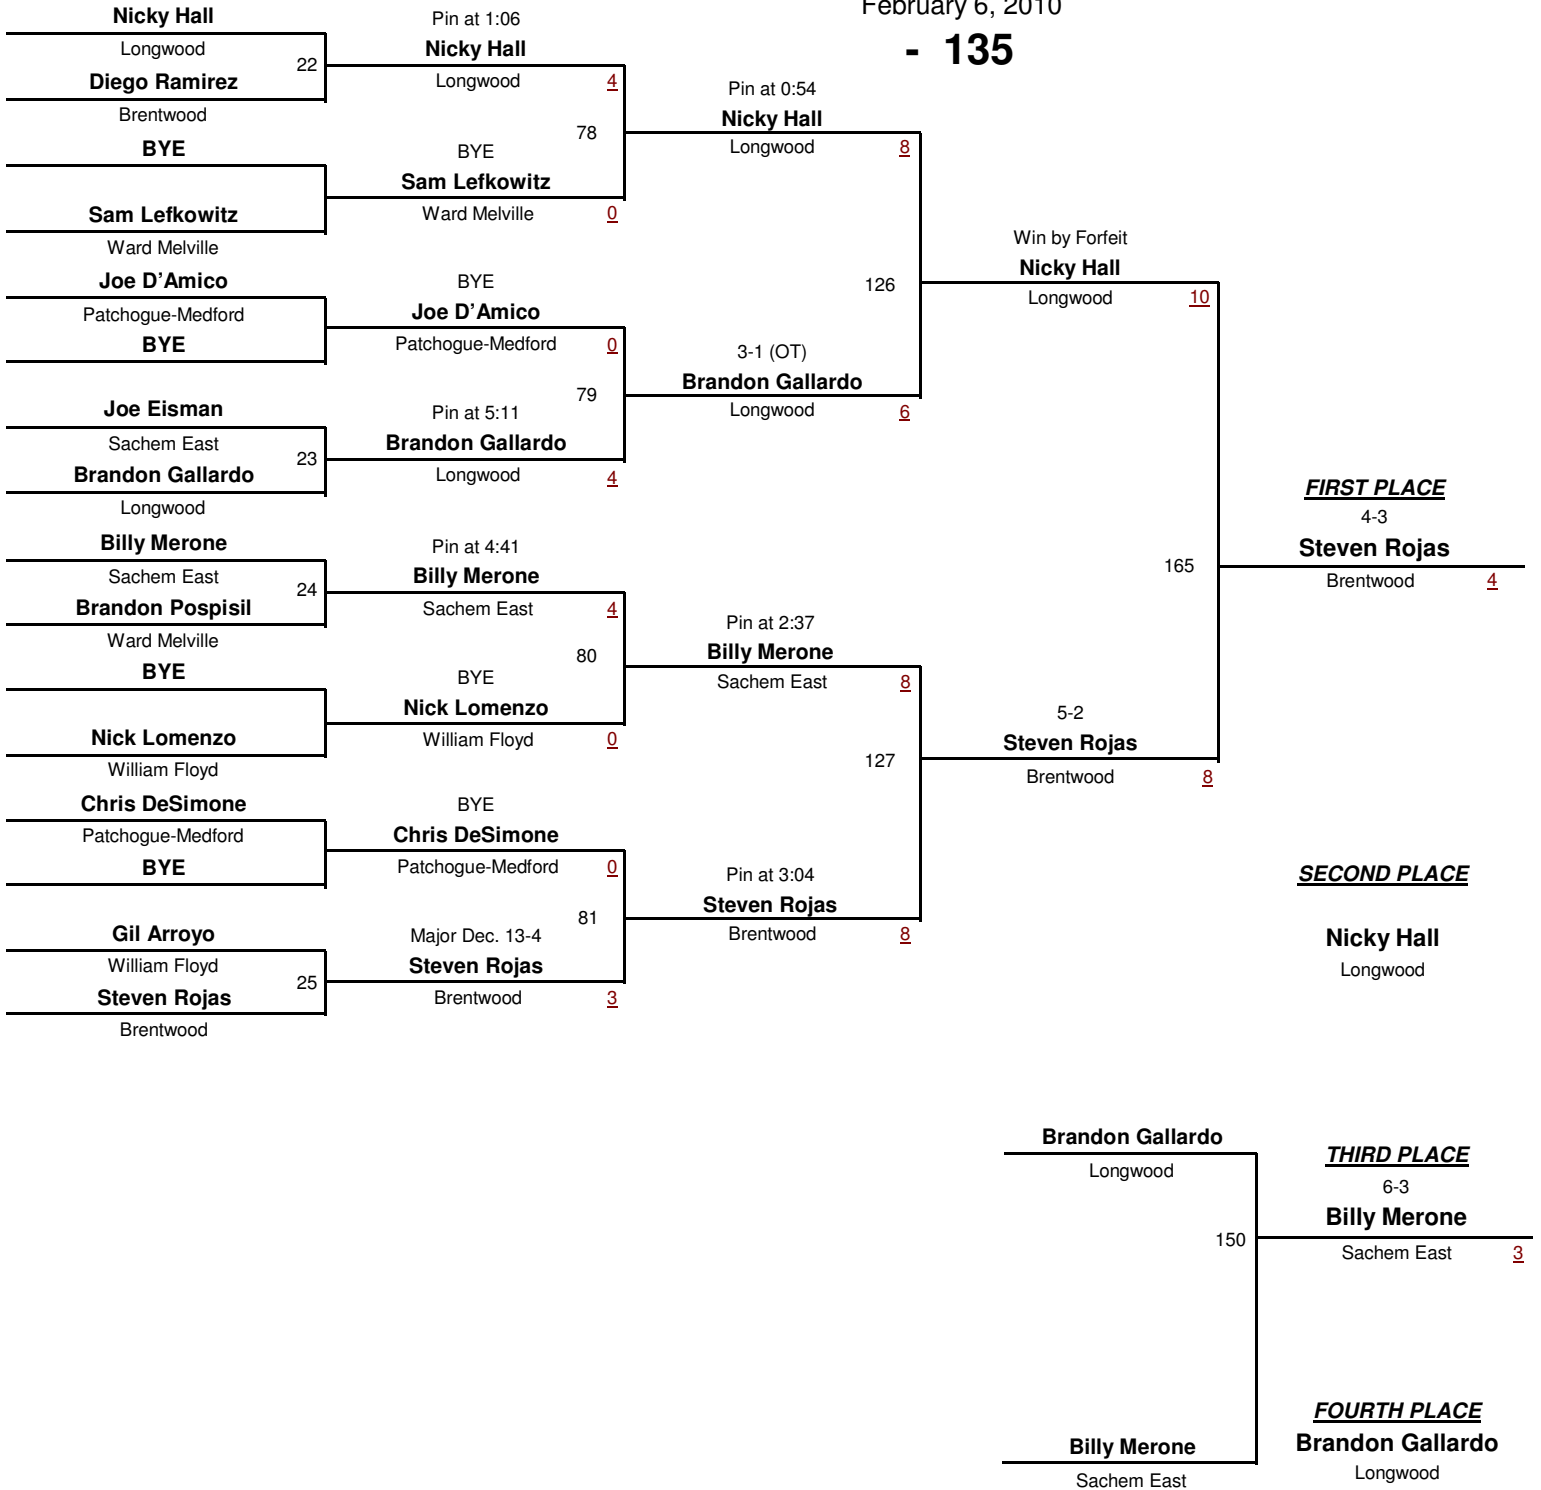 February 6, 2010
- 135
Nicky Hall
Longwood
22
Diego Ramirez
Brentwood
BYE
Sam Lefkowitz
Ward Melville
Joe D’Amico
Patchogue-Medford
BYE
Joe Eisman
Sachem East
23
Brandon Gallardo
Longwood
Billy Merone
Sachem East
24
Brandon Pospisil
Ward Melville
BYE
Nick Lomenzo
William Floyd
Chris DeSimone
Patchogue-Medford
BYE
Gil Arroyo
William Floyd
25
Steven Rojas
Brentwood
Pin at 1:06
Nicky Hall
Longwood 4
78
BYE
Sam Lefkowitz
Ward Melville 0
BYE
Joe D’Amico
Patchogue-Medford 0
79
Pin at 5:11
Brandon Gallardo
Longwood 4
Pin at 4:41
Billy Merone
Sachem East 4
80
BYE
Nick Lomenzo
William Floyd 0
BYE
Chris DeSimone
Patchogue-Medford 0
81
Major Dec. 13-4
Steven Rojas
Brentwood 3
Pin at 0:54
Nicky Hall
Longwood 8
126
3-1 (OT)
Brandon Gallardo
Longwood 6
Pin at 2:37
Billy Merone
Sachem East 8
127
Pin at 3:04
Steven Rojas
Brentwood 8
Win by Forfeit
Nicky Hall
Longwood 10
165
5-2
Steven Rojas
Brentwood 8
FIRST PLACE
4-3
Steven Rojas
Brentwood 4
SECOND PLACE
Nicky Hall
Longwood
Brandon Gallardo
Longwood
150
Billy Merone
Sachem East
THIRD PLACE
6-3
Billy Merone
Sachem East 3
FOURTH PLACE
Brandon Gallardo
Longwood